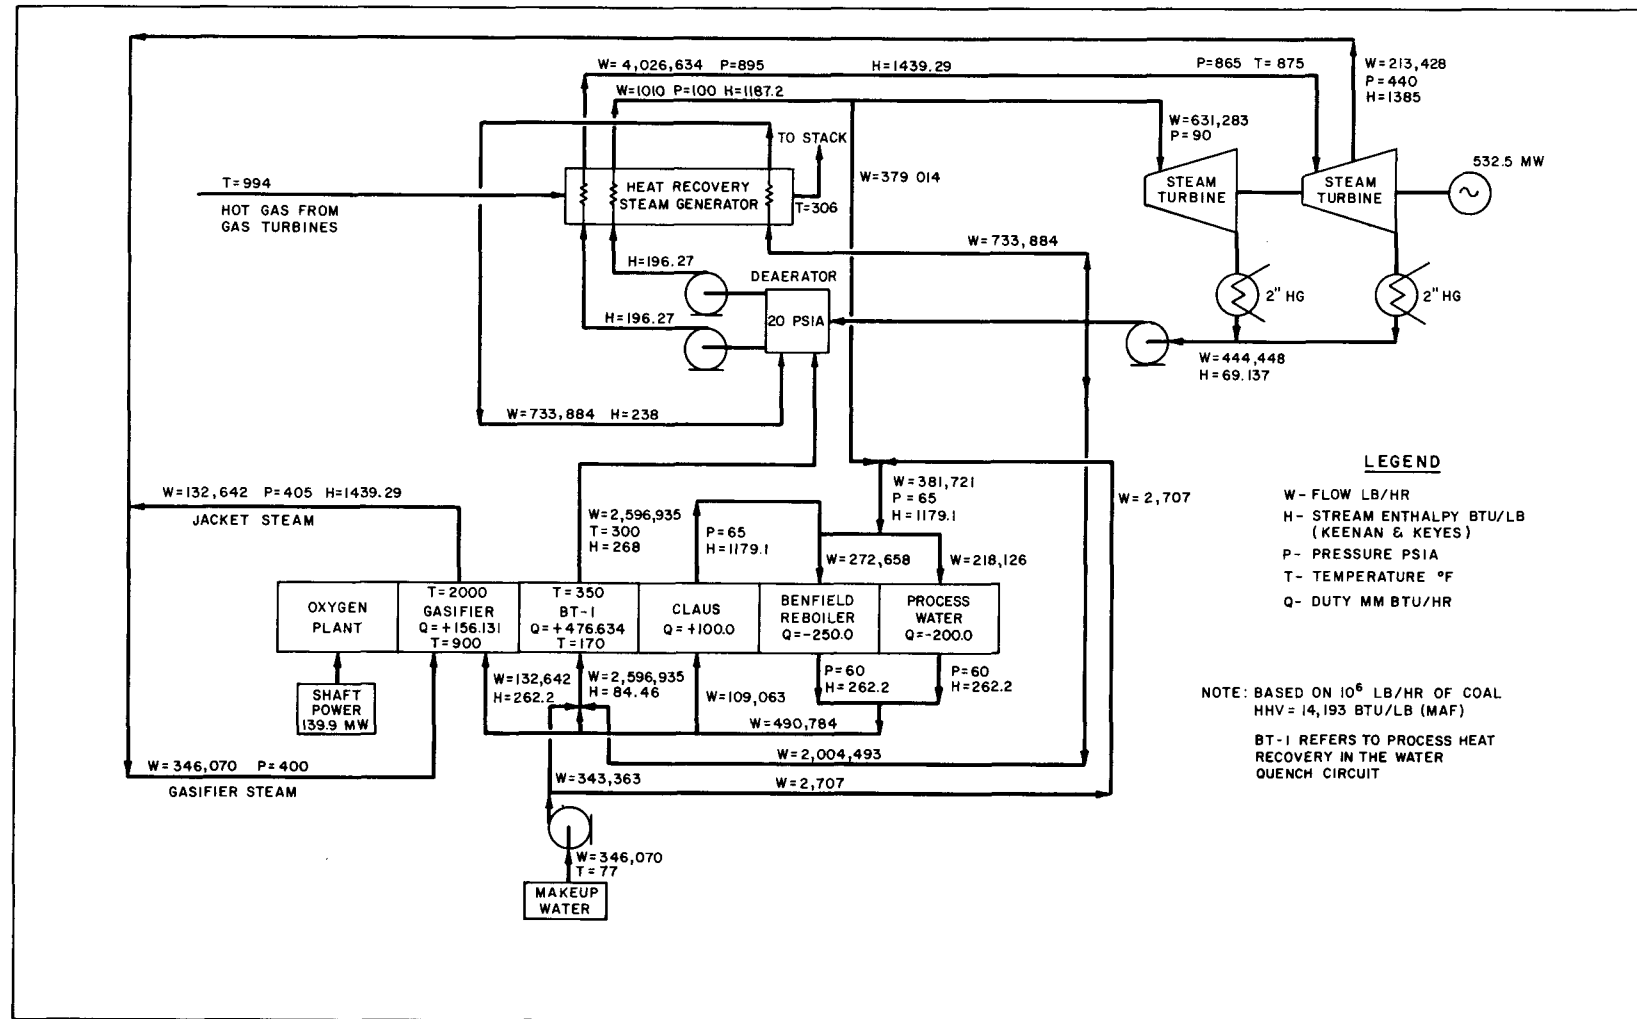 W= 4,026,634 P=895 H=1439.29 P=865 T= 875
W=213,428
P=440
H=1385
W=1010 P=100 H=1187.2
W=631,283
P= 90
TO STACK
532.5 MW
T=994
HOT GAS FROM
GAS TURBINES
HEAT RECOVERY
STEAM GENERATOR
T=306
W=379 014
STEAM
TURBINE
STEAM
TURBINE
W=733,884
H=196.27
DEAERATOR
20 PSIA
2" HG
2" HG
H=196.27
W=444,448
H=69.137
W=733,884 H=238
W=132,642 P=405 H=1439.29
JACKET STEAM
W=2,596,935
T=300
H=268
P=65
H=1179.1
W=381,721
P= 65
H=1179.1
W=2,707
W=272,658
W=218,126
OXYGEN
PLANT
T=2000
GASIFIER
Q=+156.131
T=900
T=350
BT-1
Q=+476.634
T=170
CLAUS
Q=+100.0
BENFIELD
REBOILER
Q=-250.0
PROCESS
WATER
Q=-200.0
SHAFT
POWER
139.9 MW
W=132,642
H=262.2
W=2,596,935
H= 84.46
W=109,063
P=60
H=262.2
P=60
H=262.2
W=490,784
W=2,004,493
W=346,070 P=400
GASIFIER STEAM
W=343,363
W=2,707
W=346,070
T= 77
MAKEUP
WATER
LEGEND
W- FLOW LB/HR
H- STREAM ENTHALPY BTU/LB
(KEENAN & KEYES)
P- PRESSURE PSIA
T- TEMPERATURE °F
Q- DUTY MM BTU/HR
NOTE: BASED ON 10⁶ LB/HR OF COAL
HHV= 14,193 BTU/LB (MAF)
BT-1 REFERS TO PROCESS HEAT
RECOVERY IN THE WATER
QUENCH CIRCUIT